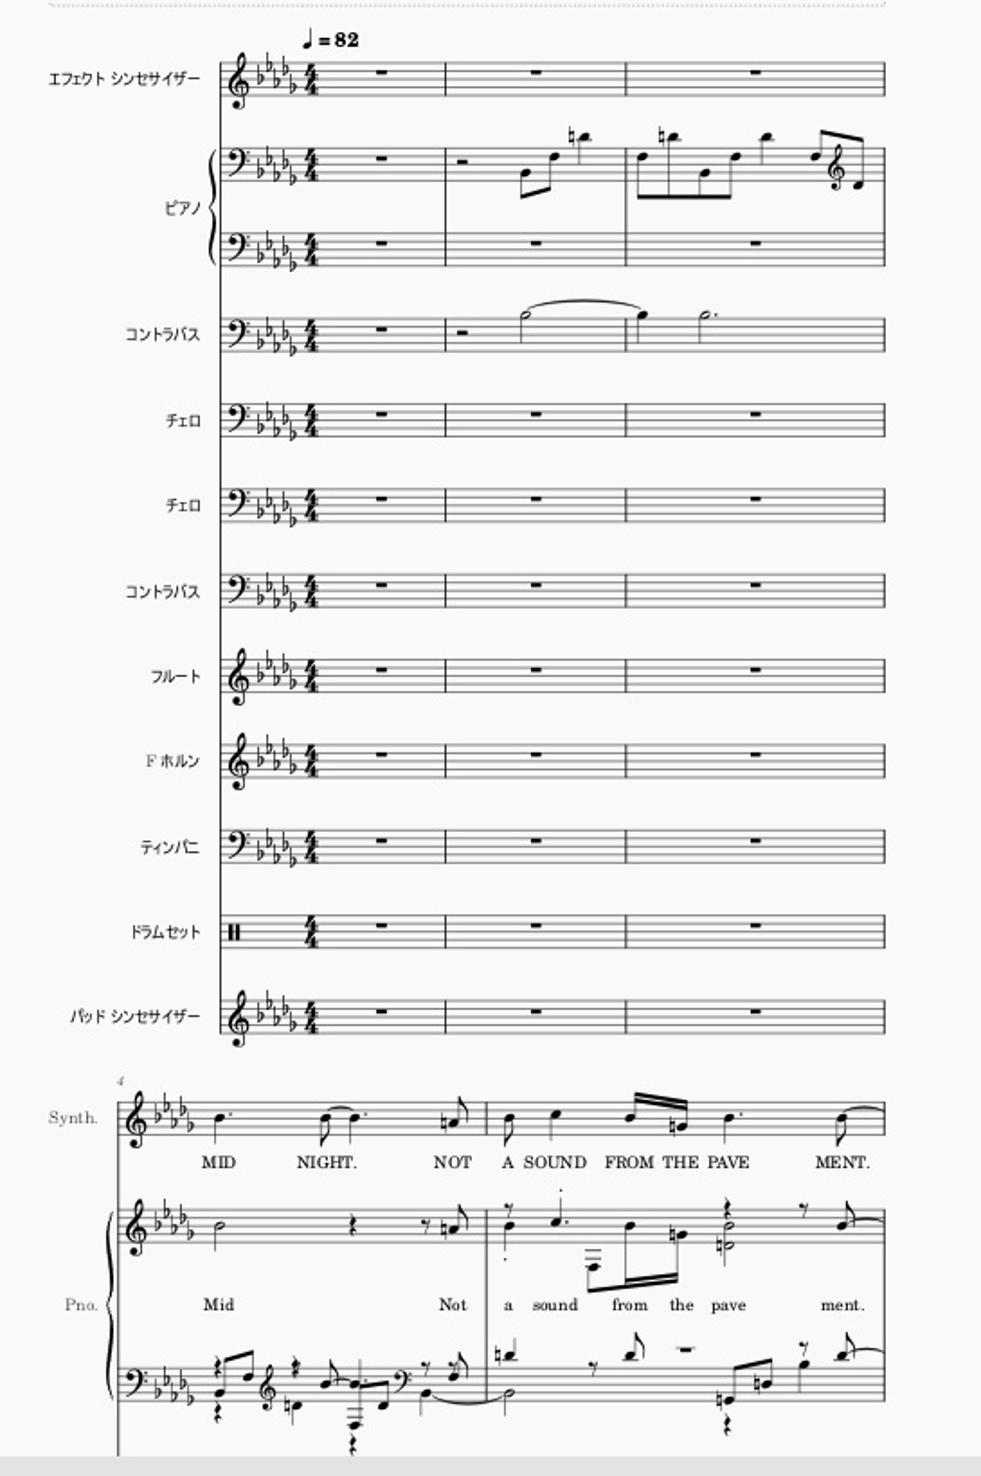 = 82
エフェクト シンセサイザー
ピアノ
コントラバス
チェロ
チェロ
コントラバス
フルート
F ホルン
ティンパニ
ドラムセット
パッド シンセサイザー
4
Synth.
MID NIGHT. NOT A SOUND FROM THE PAVE MENT.
Pno.
Mid Not a sound from the pave ment.